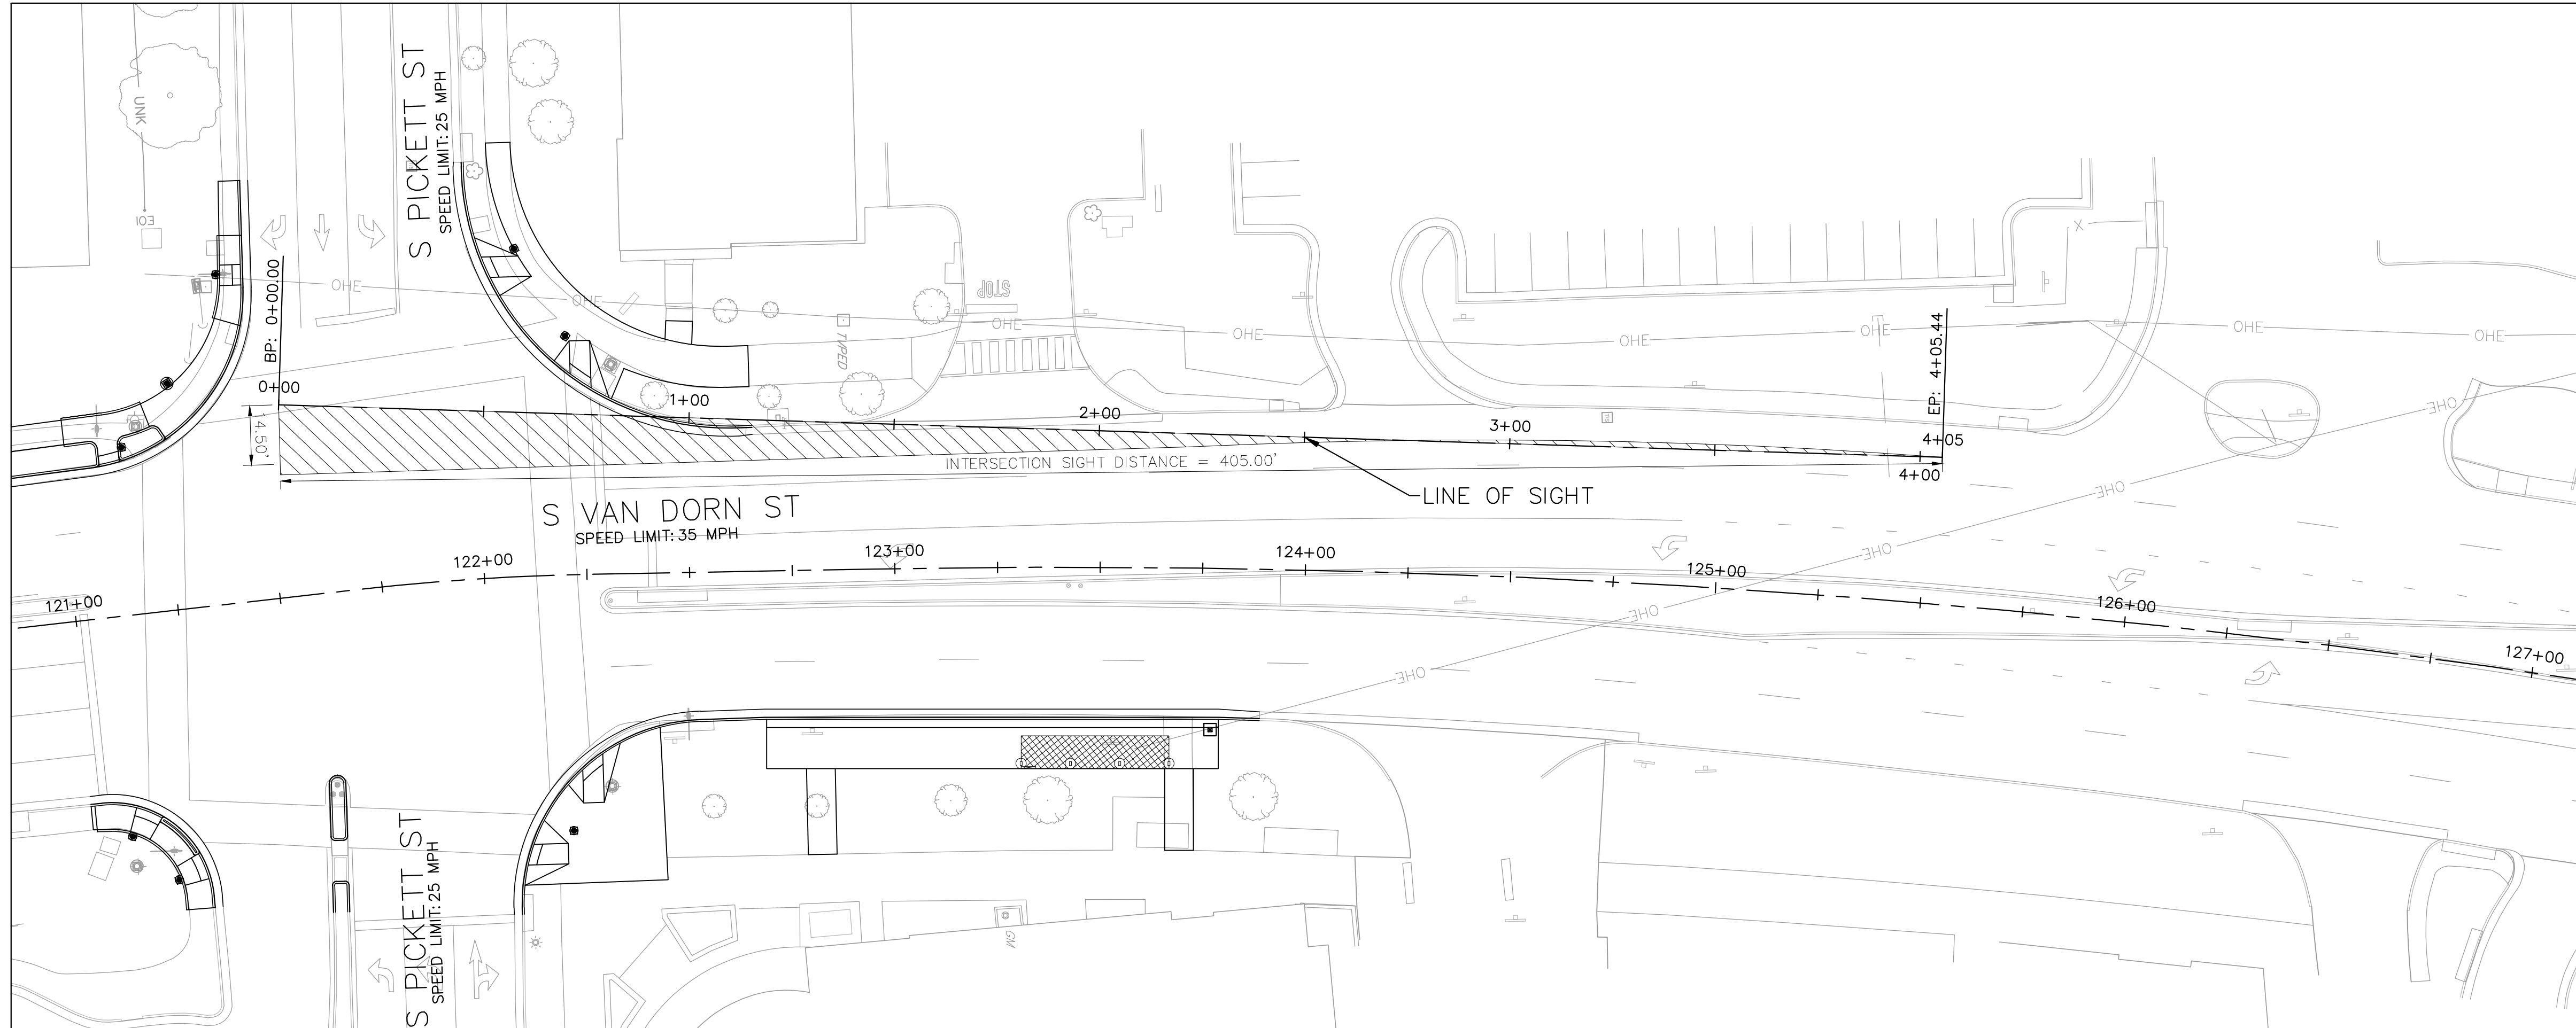 S PICKETT ST
SPEED LIMIT: 25 MPH
UNK
EOI
BP: 0+00.00
OHE
OHE
STOP
OHE
OHE
OHE
OHE
OHE
OHE
TVPED
EP: 4+05.44
0+00
1+00
2+00
3+00
4+05
4+00
14.50'
INTERSECTION SIGHT DISTANCE = 405.00'
LINE OF SIGHT
OHE
OHE
OHE
OHE
OHE
S VAN DORN ST
SPEED LIMIT: 35 MPH
121+00
122+00
123+00
124+00
125+00
126+00
127+00
S PICKETT ST
SPEED LIMIT: 25 MPH
GM
X